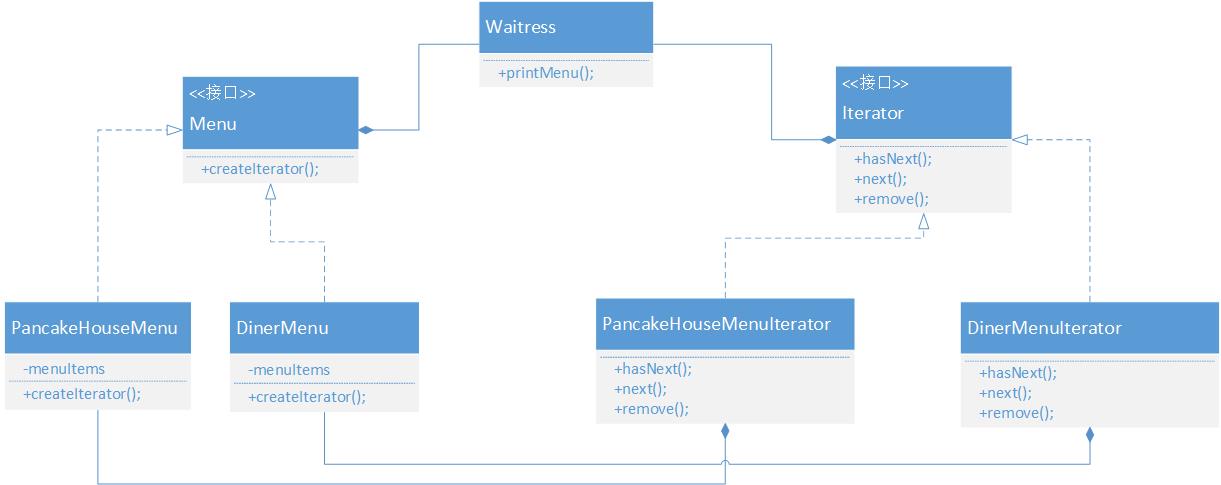 Waitress
+printMenu();
<<接口>>
Menu
+createIterator();
<<接口>>
Iterator
+hasNext();
+next();
+remove();
PancakeHouseMenu
-menuItems
+createIterator();
DinerMenu
-menuItems
+createIterator();
PancakeHouseMenuIterator
+hasNext();
+next();
+remove();
DinerMenuIterator
+hasNext();
+next();
+remove();